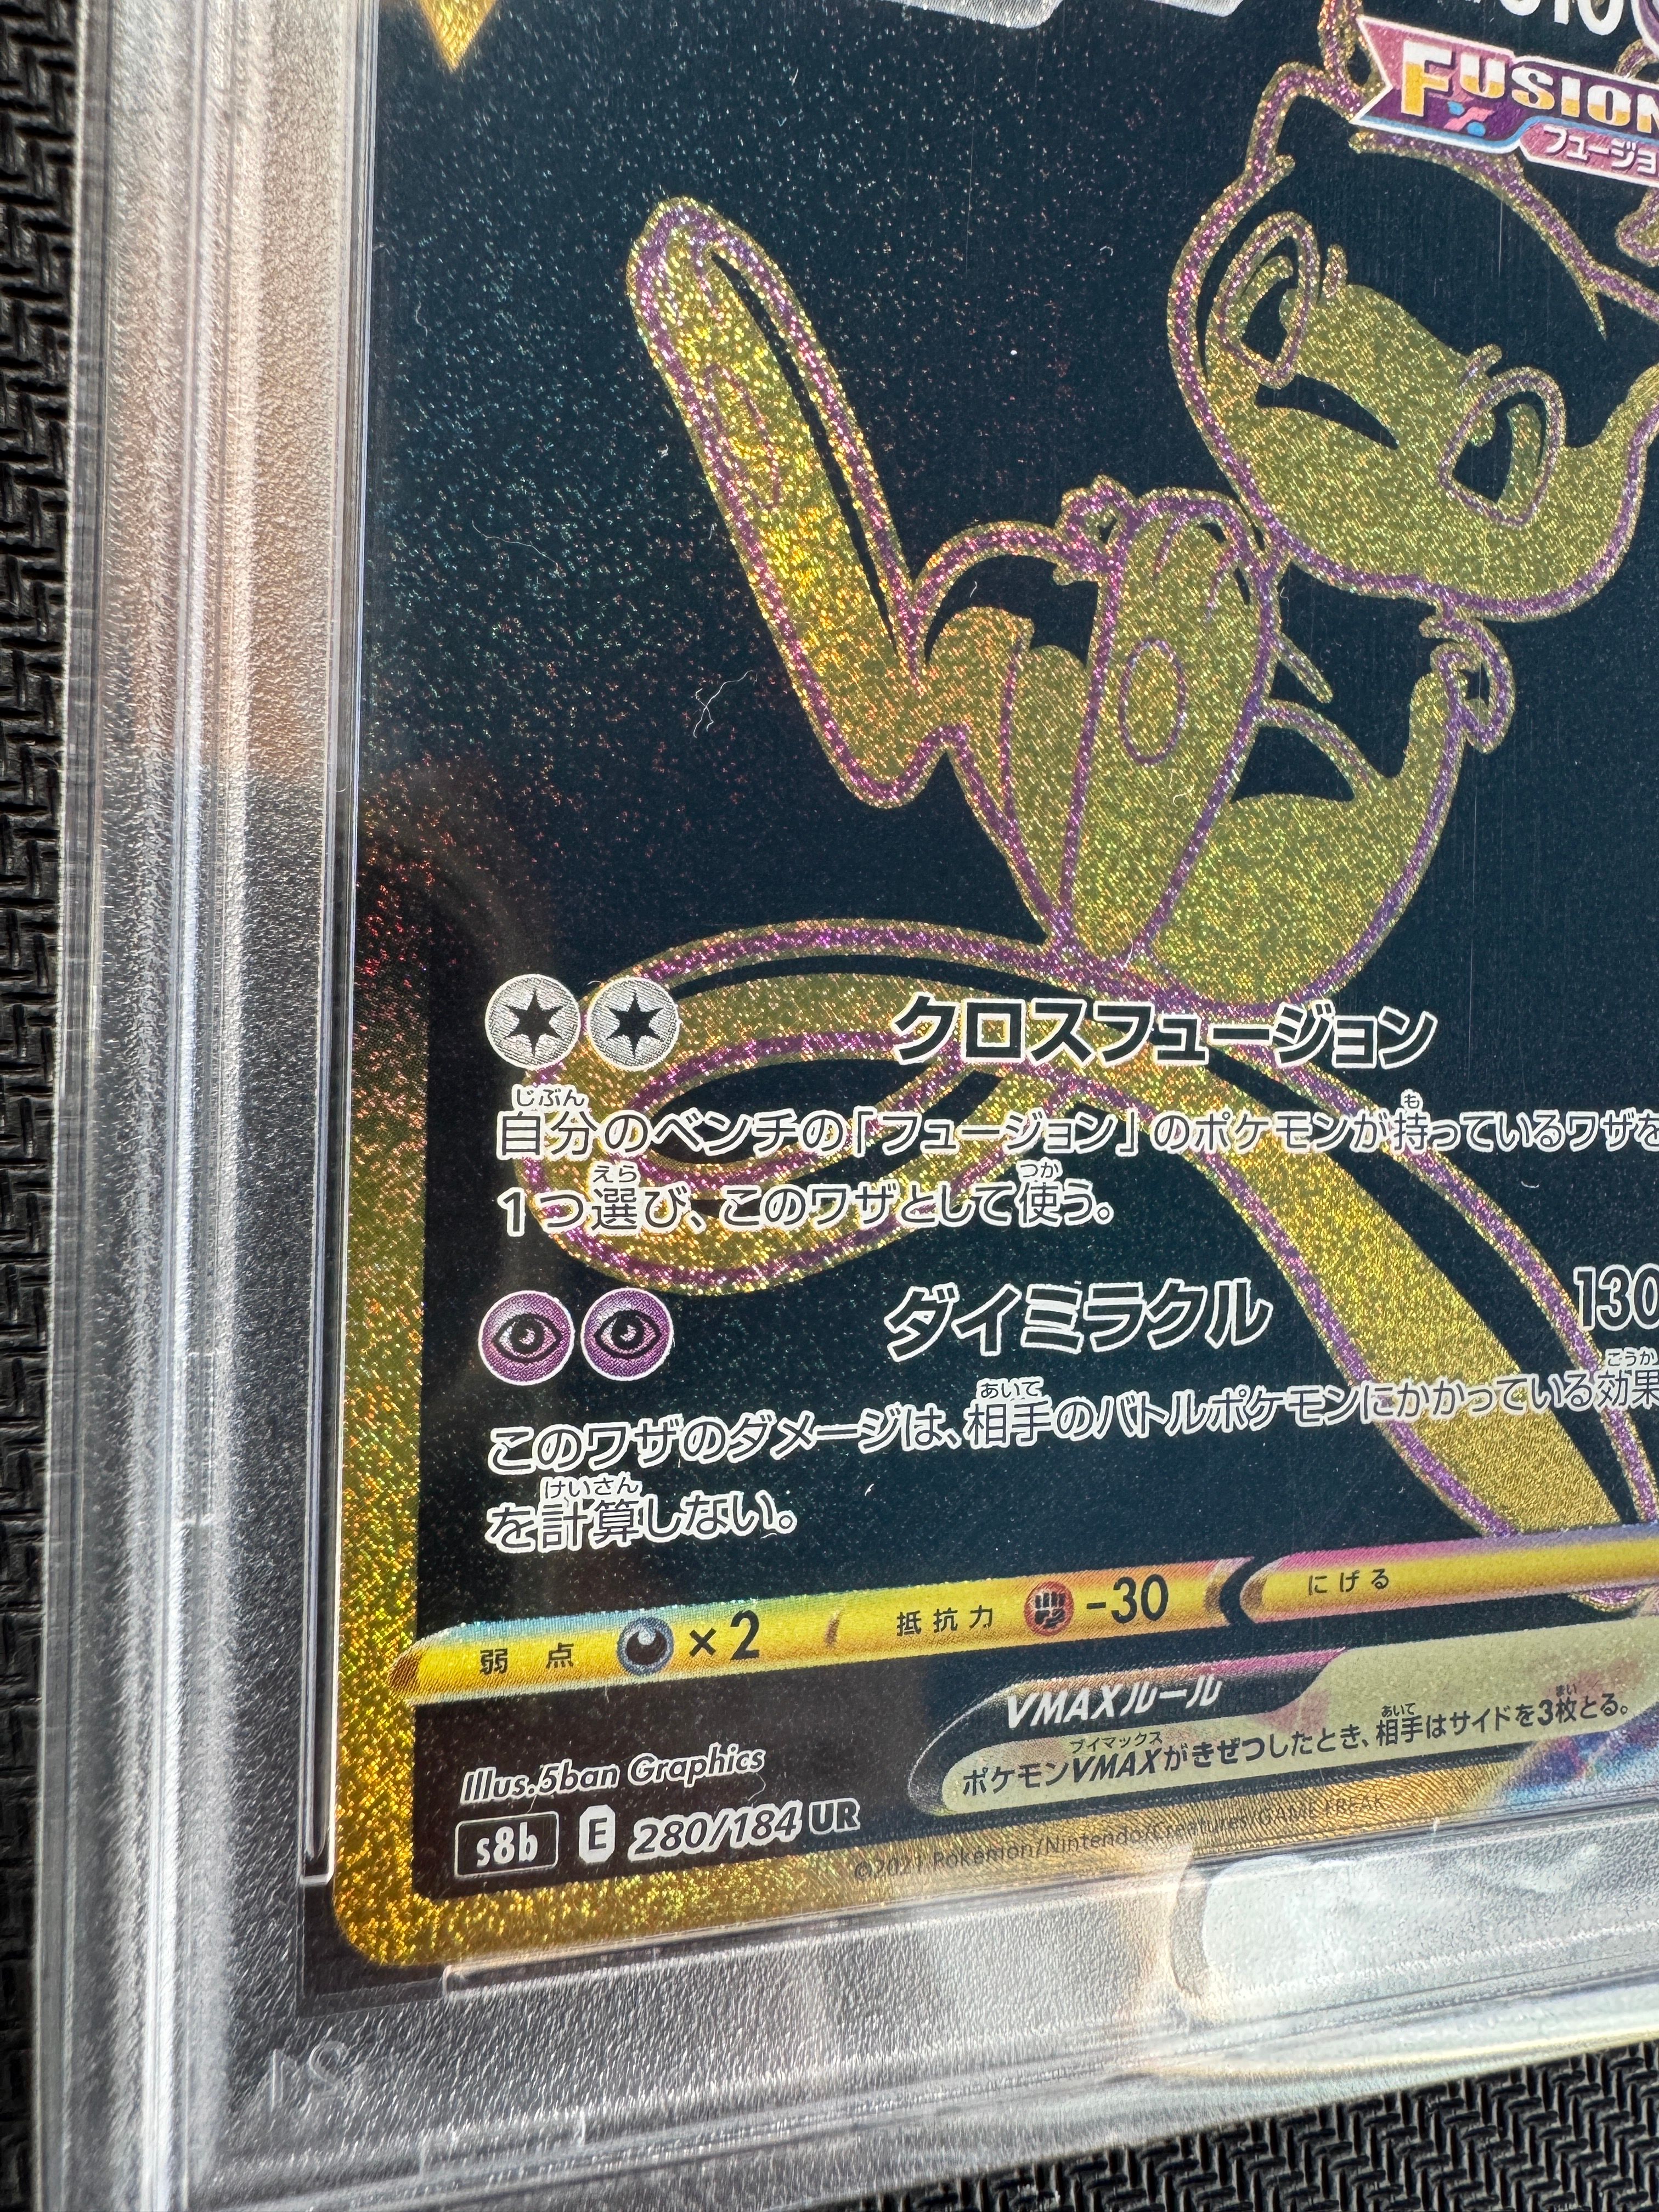 310
FUSION
フュージョ
クロスフュージョン
じぶん も
自分のベンチの「フュージョン」のポケモンが持っているワザを
えら つか
1つ選び、このワザとして使う。
ダイミラクル 130
あいて こうか
このワザのダメージは、相手のバトルポケモンにかかっている効果
けいさん
を計算しない。
弱点 ×2 抵抗力 -30 にげる
VMAXルール
ブイマックス あいて まい
ポケモンVMAXがきぜつしたとき、相手はサイドを3枚とる。
Illus.5ban Graphics
s8b E 280/184 UR
©2021 Pokémon/Nintendo/Creatures/GAME FREAK